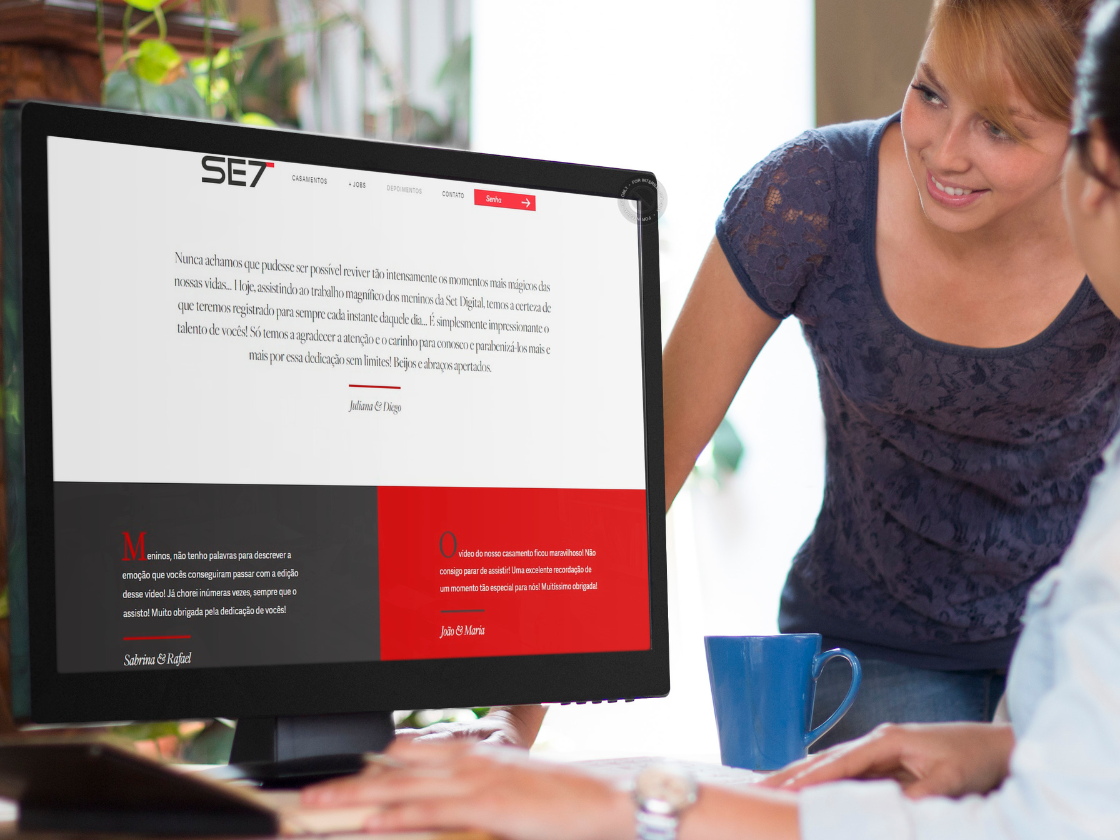 SE7
CASAMENTOS + JOBS DEPOIMENTOS CONTATO Senha
Nunca achamos que pudesse ser possível reviver tão intensamente os momentos mais mágicos das
nossas vidas... Hoje, assistindo ao trabalho magnífico dos meninos da Set Digital, temos a certeza de
que teremos registrado para sempre cada instante daquele dia... É simplesmente impressionante o
talento de vocês! Só temos a agradecer a atenção e o carinho para conosco e parabenizá-los mais e
mais por essa dedicação sem limites! Beijos e abraços apertados.
Juliana & Diego
Meninos, não tenho palavras para descrever a
emoção que vocês conseguiram passar com a edição
desse video! Já chorei inúmeras vezes, sempre que o
assisto! Muito obrigada pela dedicação de vocês!
Sabrina & Rafael
O vídeo do nosso casamento ficou maravilhoso! Não
consigo parar de assistir! Uma excelente recordação de
um momento tão especial para nós! Muitíssimo obrigada!
João & Maria